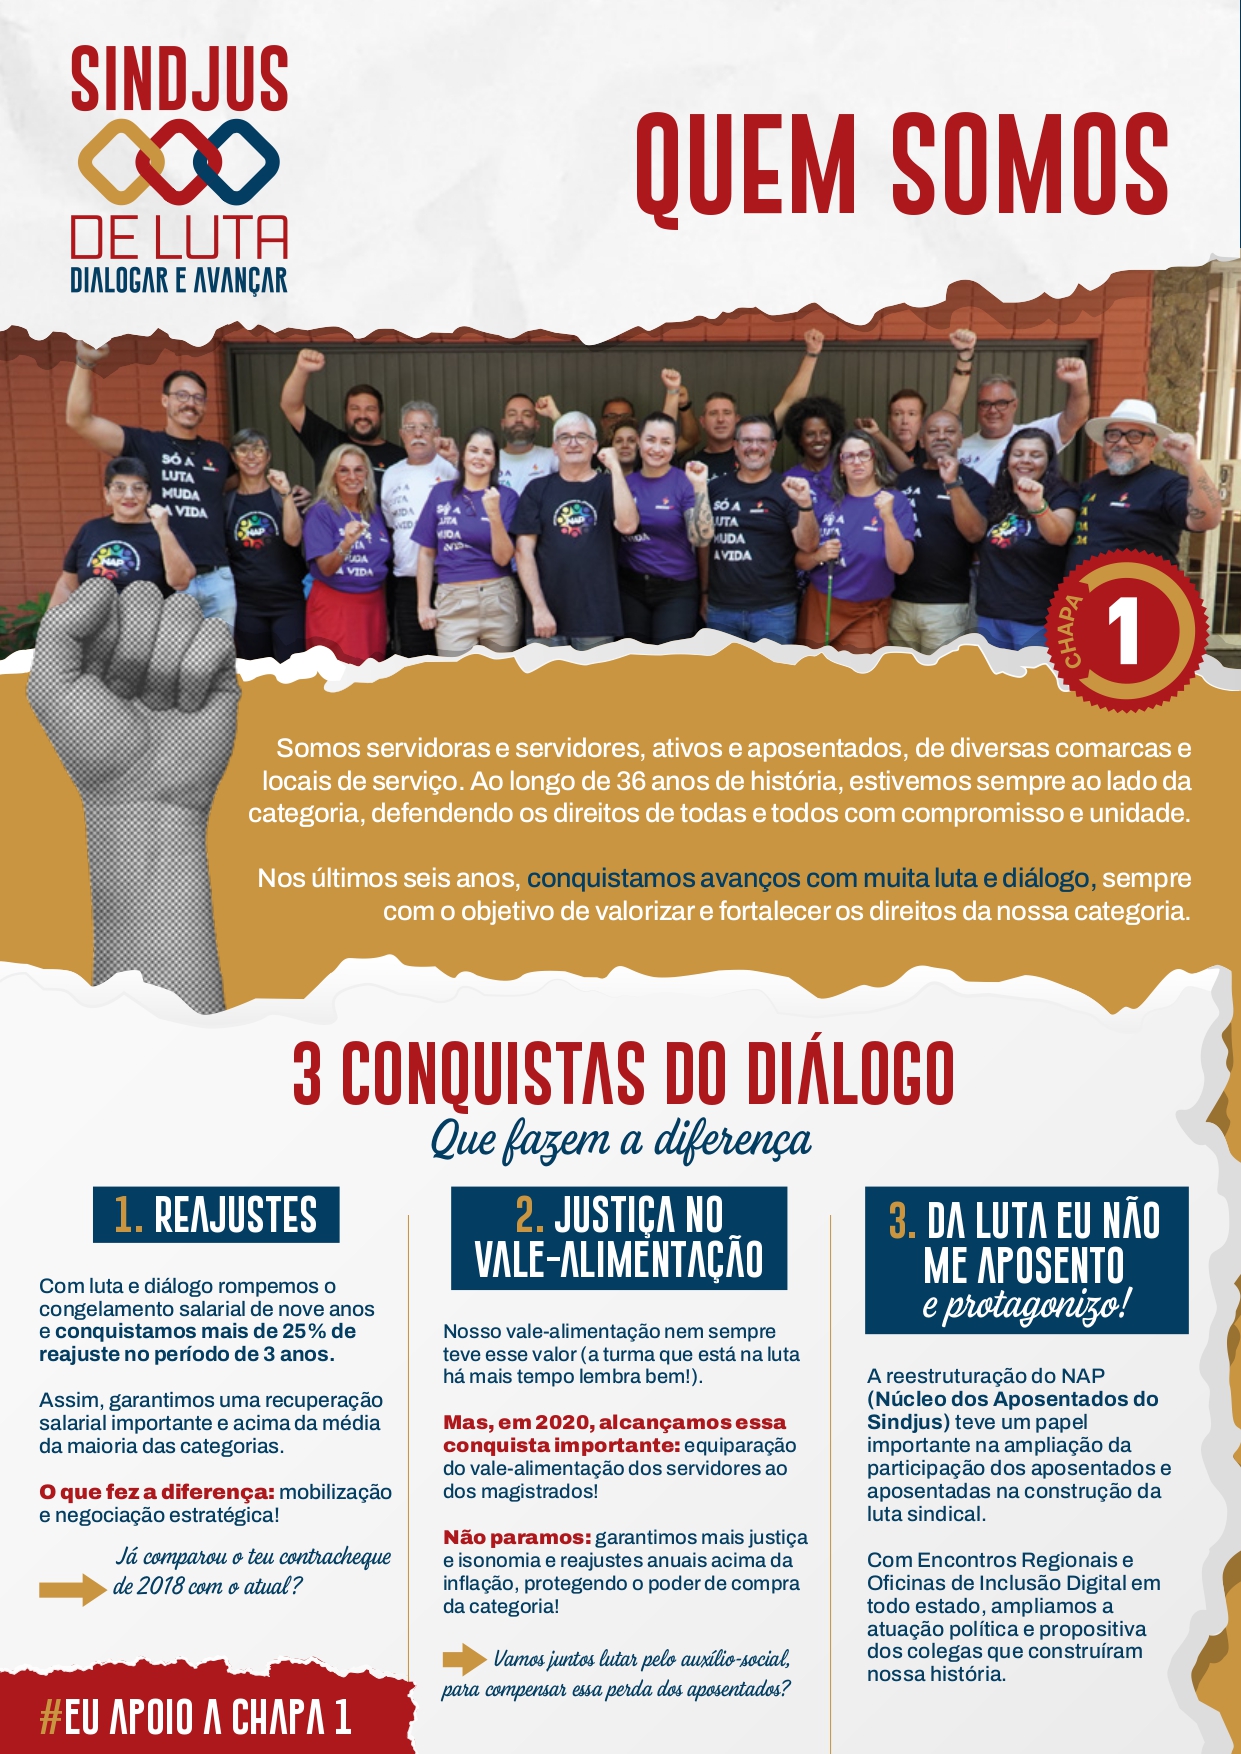 SINDJUS
DE LUTA
DIALOGAR E AVANÇAR
QUEM SOMOS
SÓ A
LUTA
MUDA
A VIDA
NAP
NAP
SÓ A
LUTA
MUDA
A VIDA
NAP
SÓ A
LUTA
MUDA
A VIDA
NAP
CHAPA
1
Somos servidoras e servidores, ativos e aposentados, de diversas comarcas e
locais de serviço. Ao longo de 36 anos de história, estivemos sempre ao lado da
categoria, defendendo os direitos de todas e todos com compromisso e unidade.
Nos últimos seis anos, conquistamos avanços com muita luta e diálogo, sempre
com o objetivo de valorizar e fortalecer os direitos da nossa categoria.
3 CONQUISTAS DO DIÁLOGO
Que fazem a diferença
1. REAJUSTES
Com luta e diálogo rompemos o
congelamento salarial de nove anos
e conquistamos mais de 25% de
reajuste no período de 3 anos.
Assim, garantimos uma recuperação
salarial importante e acima da média
da maioria das categorias.
O que fez a diferença: mobilização
e negociação estratégica!
Já comparou o teu contracheque
de 2018 com o atual?
#EU APOIO A CHAPA 1
2. JUSTIÇA NO
VALE-ALIMENTAÇÃO
Nosso vale-alimentação nem sempre
teve esse valor (a turma que está na luta
há mais tempo lembra bem!).
Mas, em 2020, alcançamos essa
conquista importante: equiparação
do vale-alimentação dos servidores ao
dos magistrados!
Não paramos: garantimos mais justiça
e isonomia e reajustes anuais acima da
inflação, protegendo o poder de compra
da categoria!
Vamos juntos lutar pelo auxílio-social,
para compensar essa perda dos aposentados?
3. DA LUTA EU NÃO
ME APOSENTO
e protagonizo!
A reestruturação do NAP
(Núcleo dos Aposentados do
Sindjus) teve um papel
importante na ampliação da
participação dos aposentados e
aposentadas na construção da
luta sindical.
Com Encontros Regionais e
Oficinas de Inclusão Digital em
todo estado, ampliamos a
atuação política e propositiva
dos colegas que construíram
nossa história.